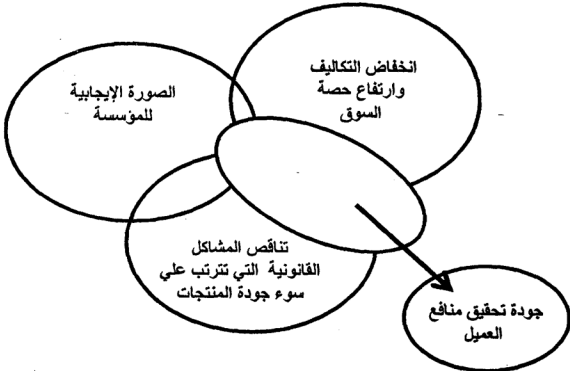 انخفاض التكاليف
وارتفاع حصة
السوق
الصورة الإيجابية
للمؤسسة
تناقص المشاكل
القانونية التي تترتب علي
سوء جودة المنتجات
جودة تحقيق منافع
العميل